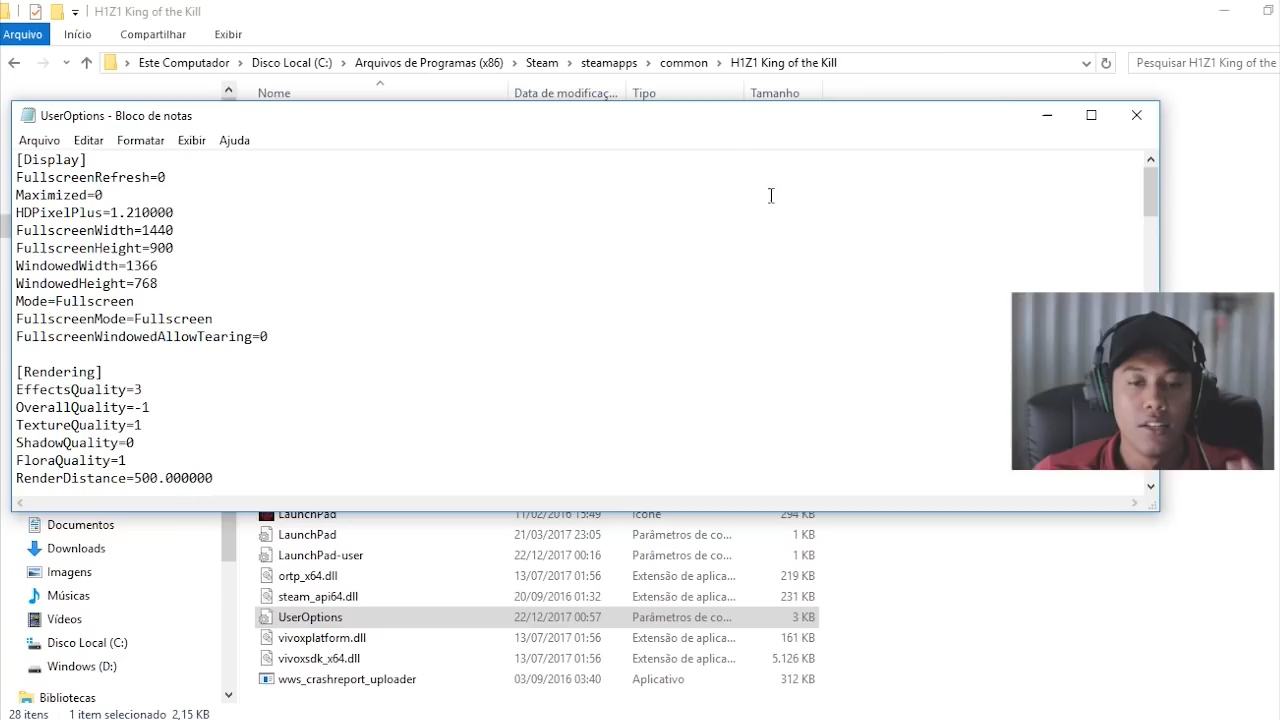 H1Z1 King of the Kill
Arquivo Início Compartilhar Exibir
Este Computador Disco Local (C:) Arquivos de Programas (x86) Steam steamapps common H1Z1 King of the Kill Pesquisar H1Z1 King of the
Nome Data de modificaç... Tipo Tamanho
UserOptions - Bloco de notas
Arquivo Editar Formatar Exibir Ajuda
[Display]
FullscreenRefresh=0
Maximized=0
HDPixelPlus=1.210000
FullscreenWidth=1440
FullscreenHeight=900
WindowedWidth=1366
WindowedHeight=768
Mode=Fullscreen
FullscreenMode=Fullscreen
FullscreenWindowedAllowTearing=0
[Rendering]
EffectsQuality=3
OverallQuality=-1
TextureQuality=1
ShadowQuality=0
FloraQuality=1
RenderDistance=500.000000
LaunchPad 11/02/2016 15:49 Ícone 294 KB
Documentos
LaunchPad 21/03/2017 23:05 Parâmetros de co... 1 KB
Downloads
LaunchPad-user 22/12/2017 00:16 Parâmetros de co... 1 KB
Imagens
ortp_x64.dll 13/07/2017 01:56 Extensão de aplica... 219 KB
Músicas
steam_api64.dll 20/09/2016 01:32 Extensão de aplica... 231 KB
Vídeos
UserOptions 22/12/2017 00:57 Parâmetros de co... 3 KB
Disco Local (C:)
vivoxplatform.dll 13/07/2017 01:56 Extensão de aplica... 161 KB
Windows (D:)
vivoxsdk_x64.dll 13/07/2017 01:56 Extensão de aplica... 5.126 KB
Bibliotecas
wws_crashreport_uploader 03/09/2016 03:40 Aplicativo 312 KB
28 itens 1 item selecionado 2,15 KB